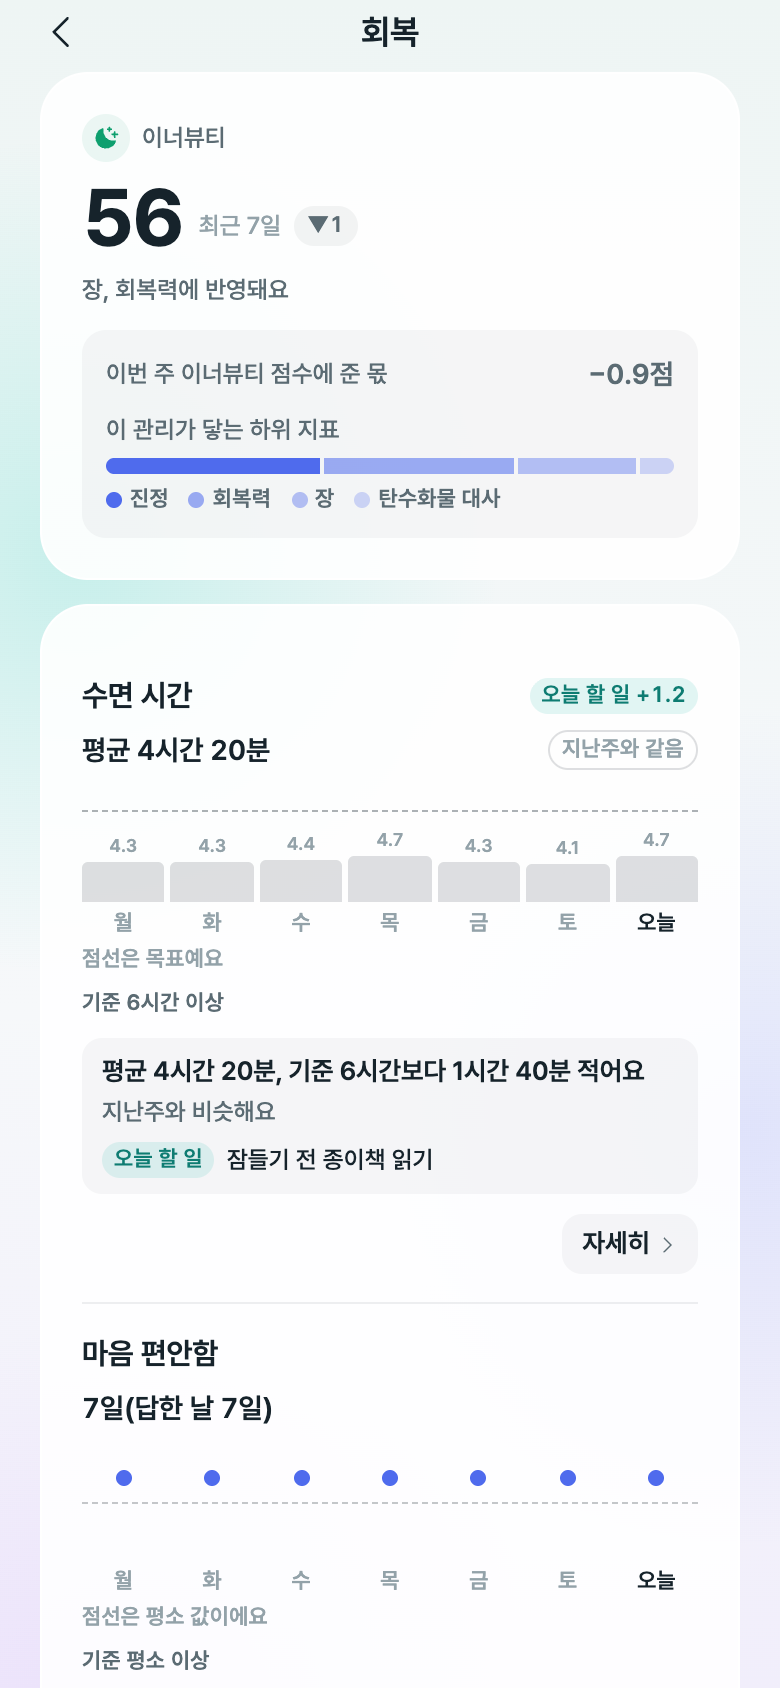 회복
이너뷰티
56 최근 7일 ▼1
장, 회복력에 반영돼요
이번 주 이너뷰티 점수에 준 몫 −0.9점
이 관리가 닿는 하위 지표
진정 회복력 장 탄수화물 대사
수면 시간 오늘 할 일 +1.2
평균 4시간 20분 지난주와 같음
4.3 4.3 4.4 4.7 4.3 4.1 4.7
월 화 수 목 금 토 오늘
점선은 목표예요
기준 6시간 이상
평균 4시간 20분, 기준 6시간보다 1시간 40분 적어요
지난주와 비슷해요
오늘 할 일 잠들기 전 종이책 읽기
자세히
마음 편안함
7일(답한 날 7일)
월 화 수 목 금 토 오늘
점선은 평소 값이에요
기준 평소 이상